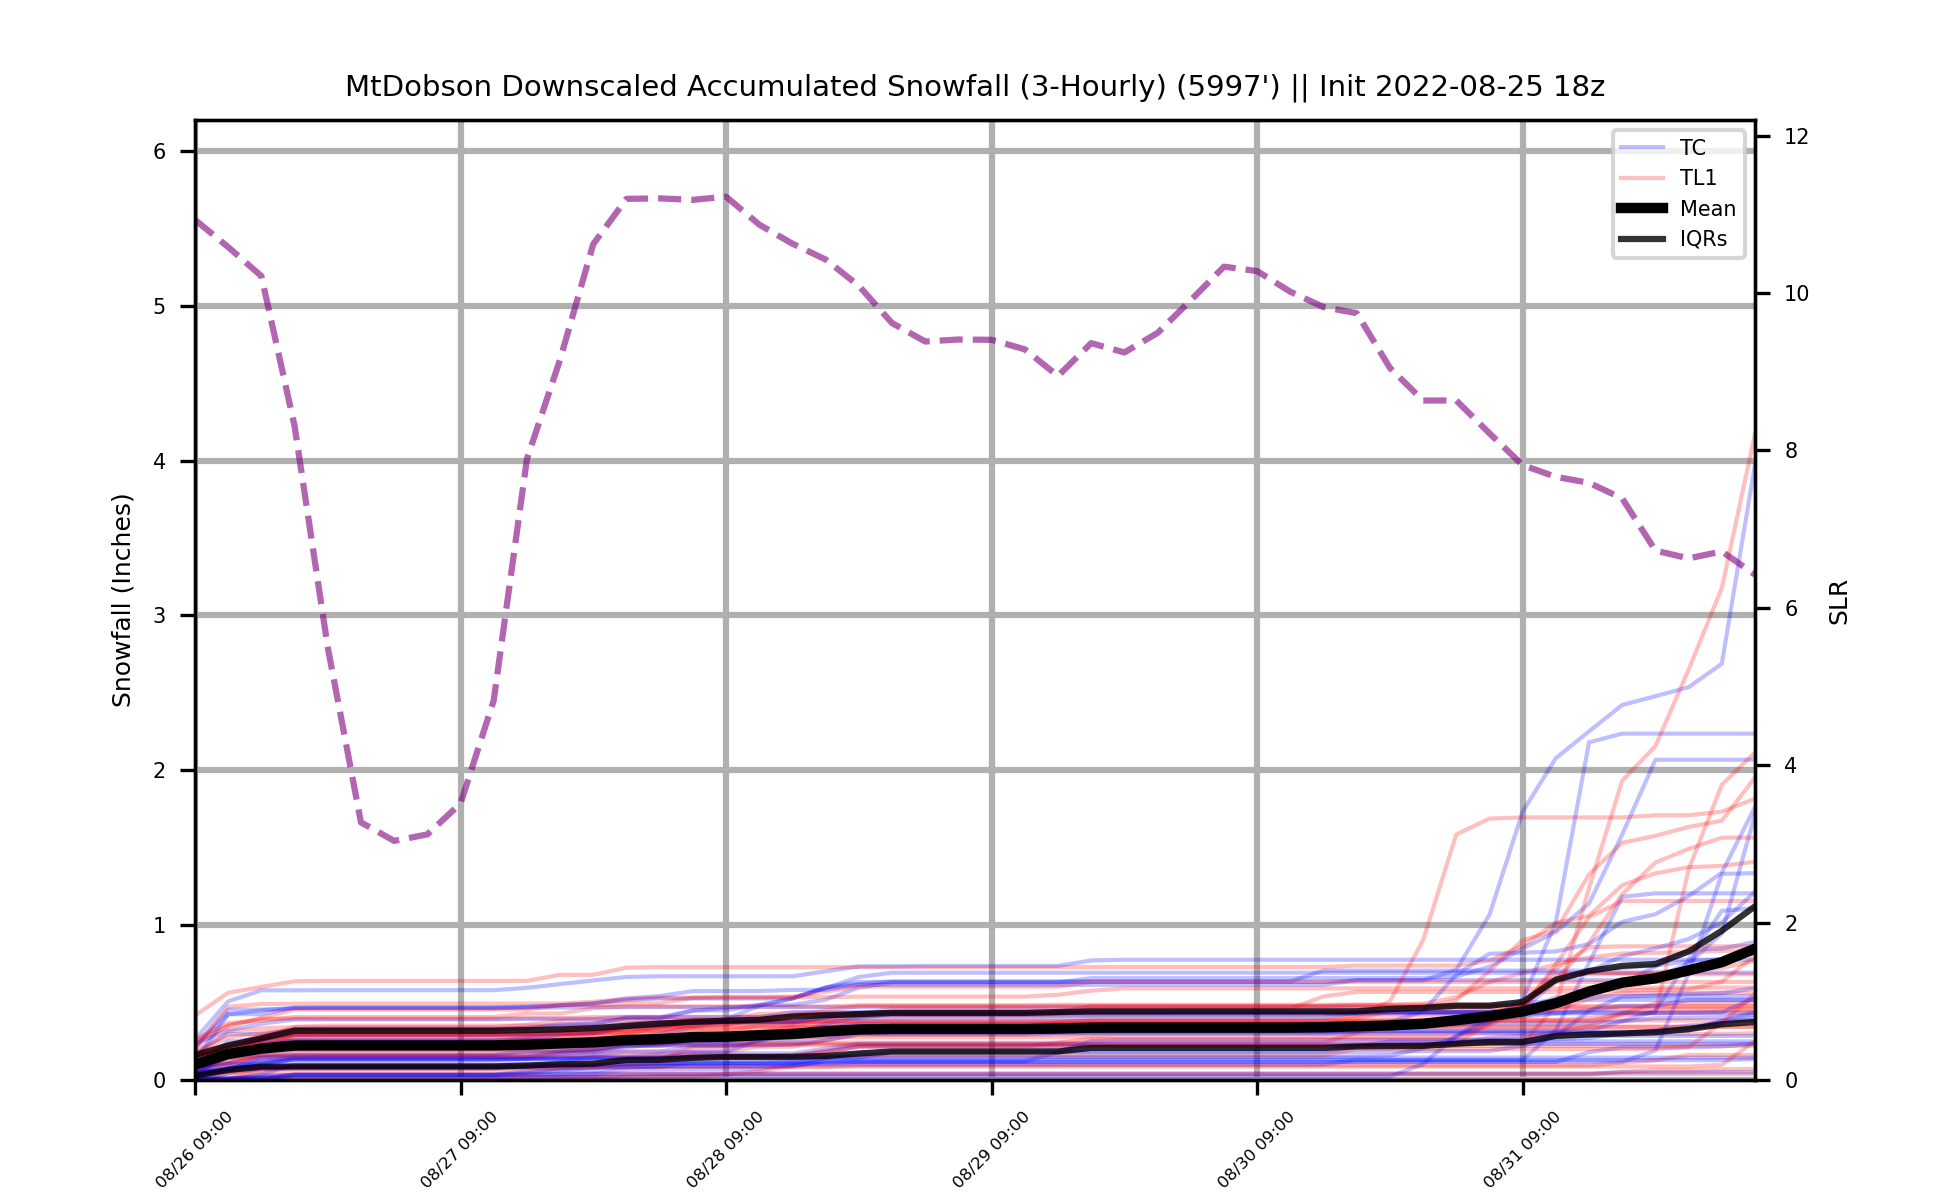 MtDobson Downscaled Accumulated Snowfall (3-Hourly) (5997') || Init 2022-08-25 18z
TC
TL1
Mean
IQRs
Snowfall (Inches)
6
5
4
3
2
1
0
SLR
12
10
8
6
4
2
0
08/26 09:00
08/27 09:00
08/28 09:00
08/29 09:00
08/30 09:00
08/31 09:00